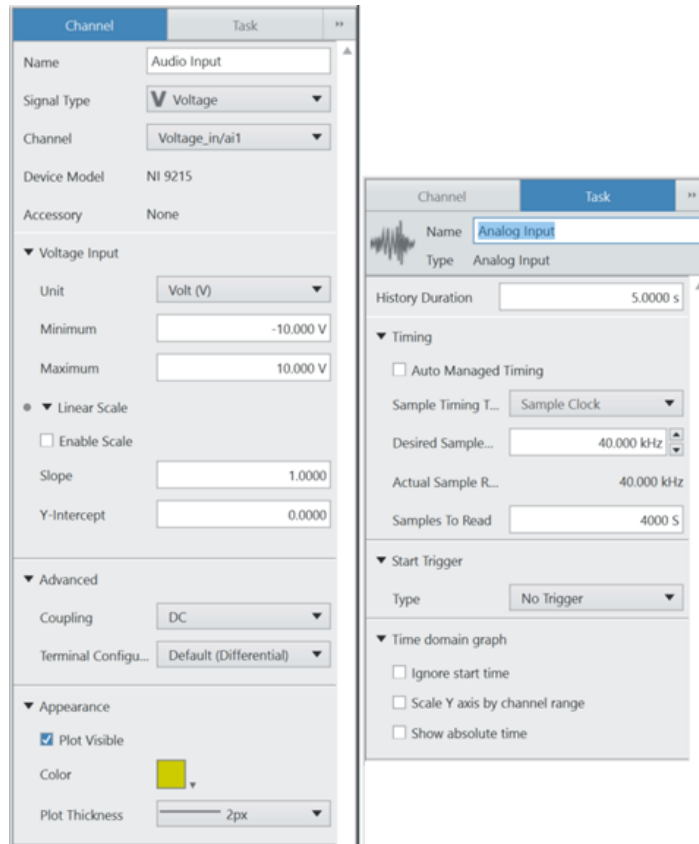 Channel Task
Name Audio Input
Signal Type V Voltage
Channel Voltage_in/ai1
Device Model NI 9215
Accessory None
Voltage Input
Unit Volt (V)
Minimum -10.000 V
Maximum 10.000 V
Linear Scale
Enable Scale
Slope 1.0000
Y-Intercept 0.0000
Advanced
Coupling DC
Terminal Configu... Default (Differential)
Appearance
Plot Visible
Color
Plot Thickness 2px
Channel Task
Name Analog Input
Type Analog Input
History Duration 5.0000 s
Timing
Auto Managed Timing
Sample Timing T... Sample Clock
Desired Sample... 40.000 kHz
Actual Sample R... 40.000 kHz
Samples To Read 4000 S
Start Trigger
Type No Trigger
Time domain graph
Ignore start time
Scale Y axis by channel range
Show absolute time